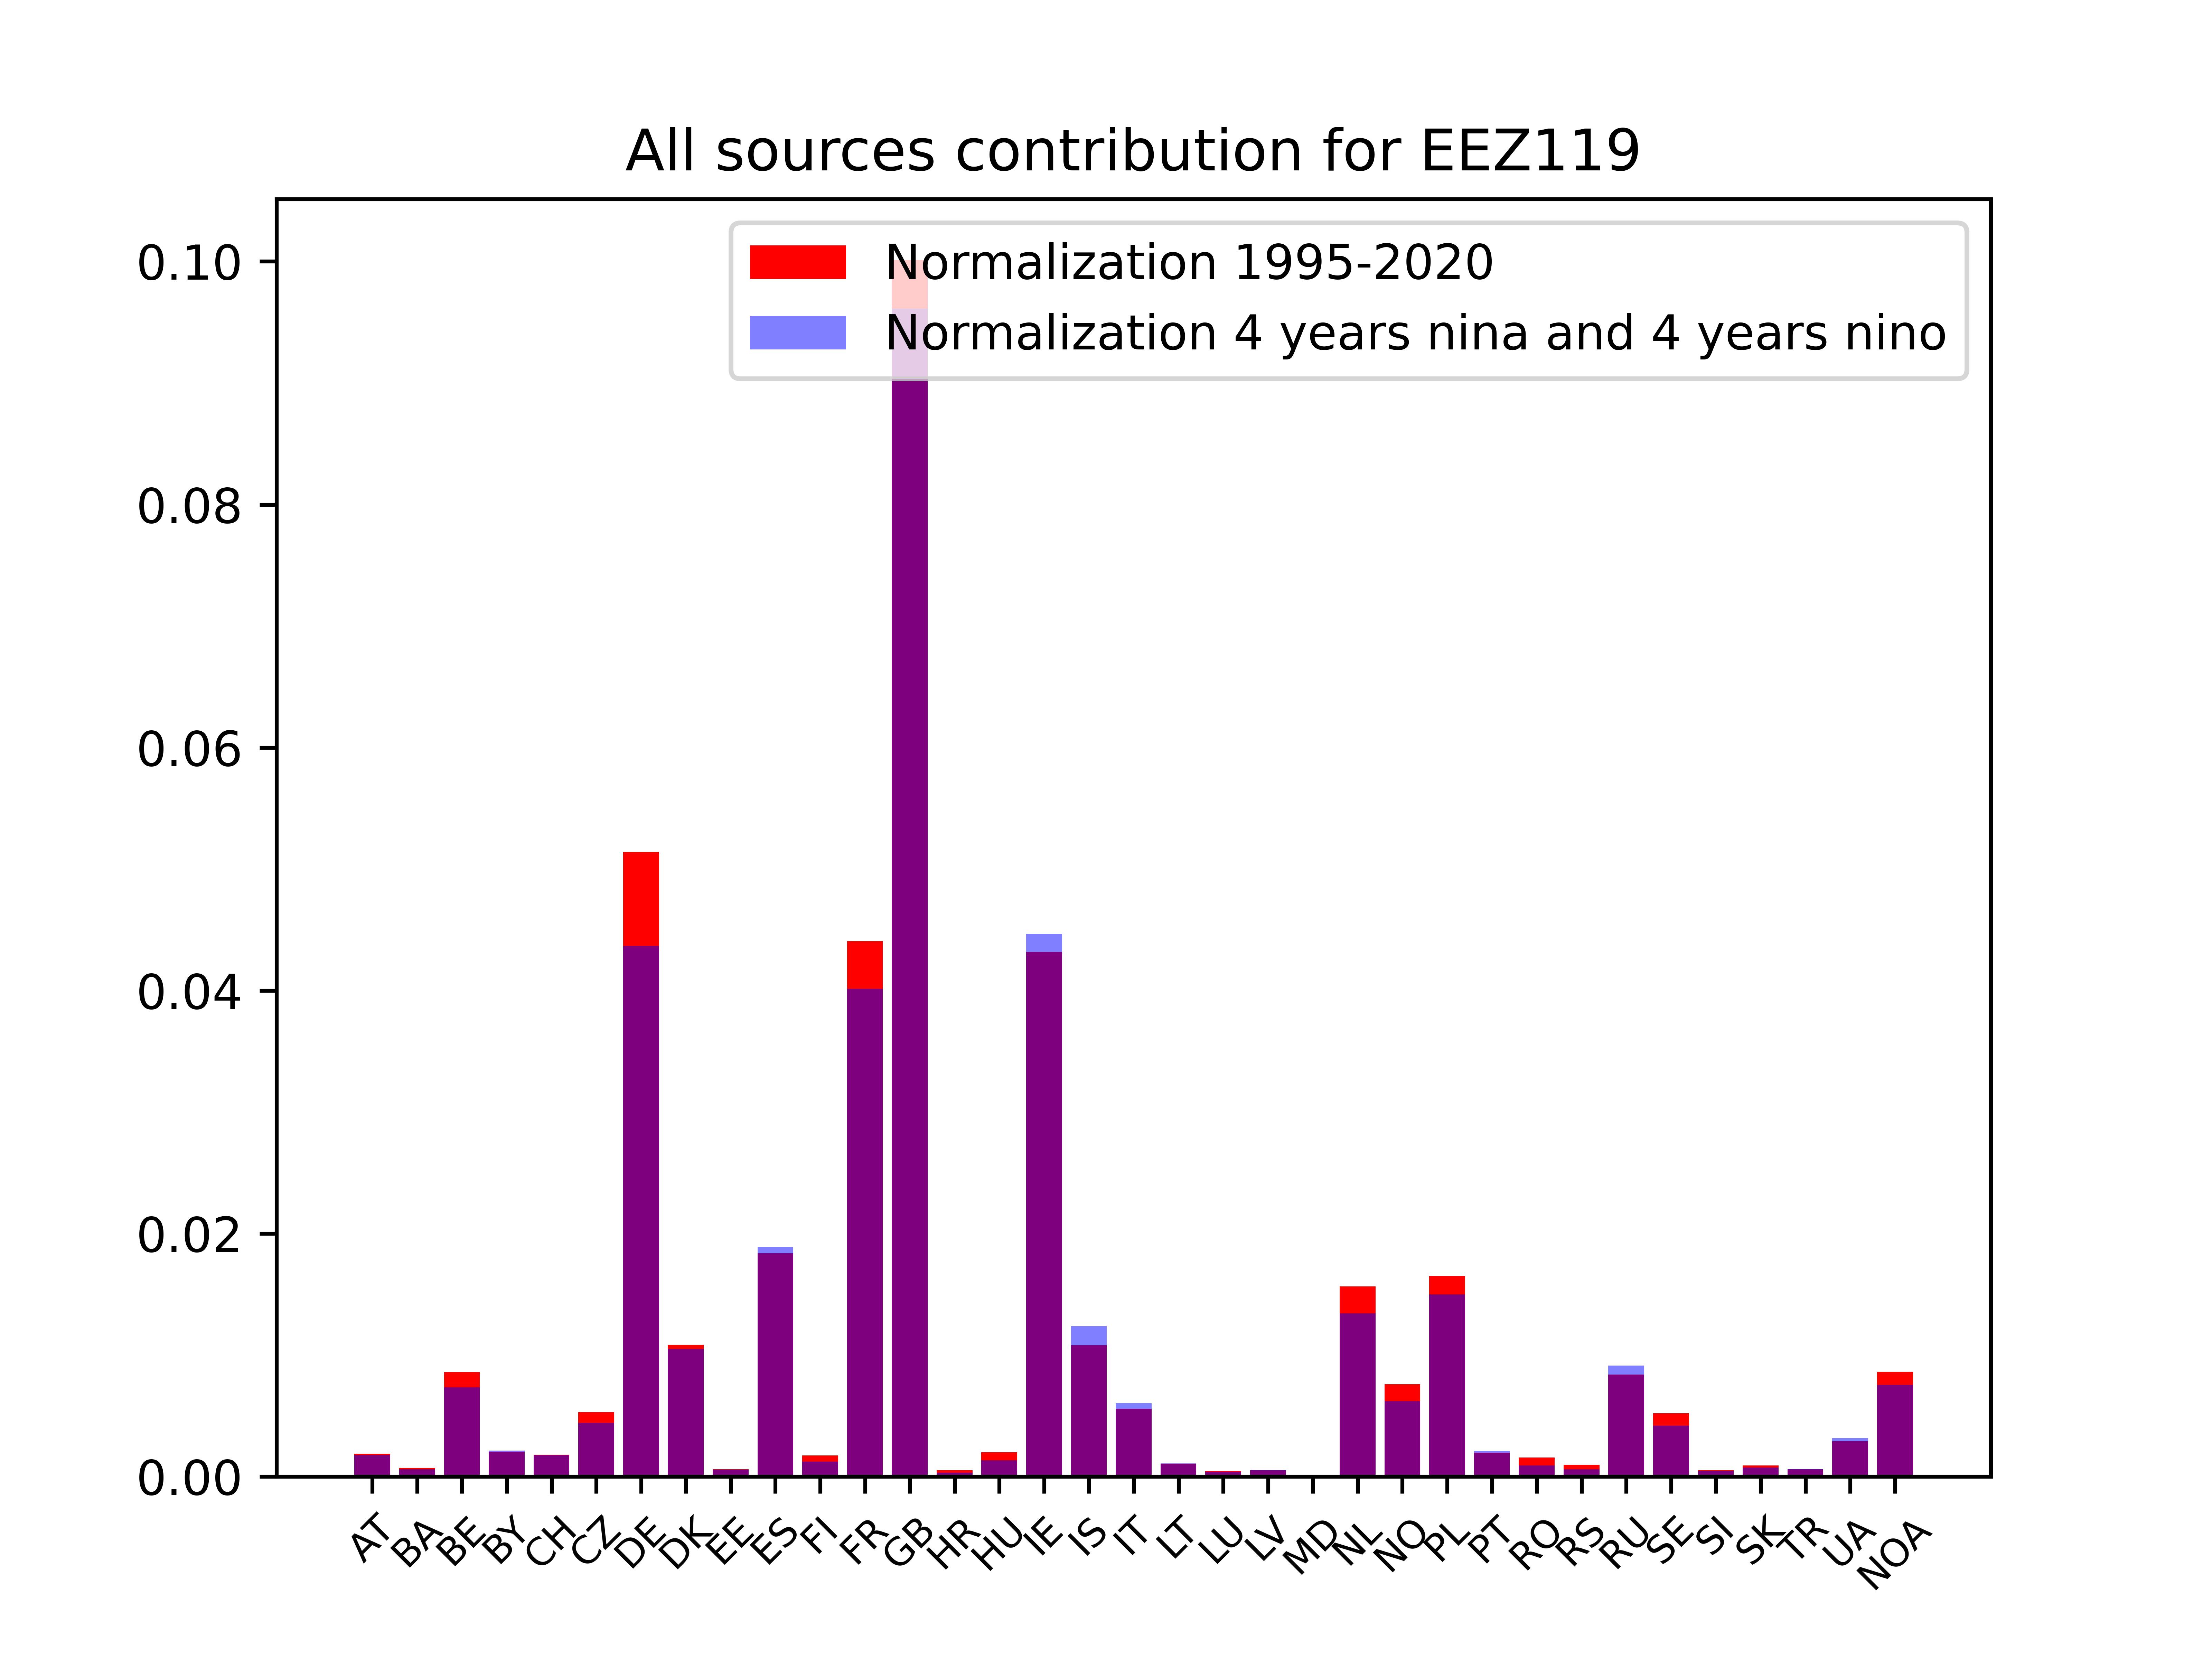 All sources contribution for EEZ119
Normalization 1995-2020
Normalization 4 years nina and 4 years nino
0.10
0.08
0.06
0.04
0.02
0.00
AT BA BE BY CH CZ DE DK EE ES FI FR GB HR HU IE IS IT LT LU LV MD NL NO PL PT RO RS RU SE SI SK TR UA NOA